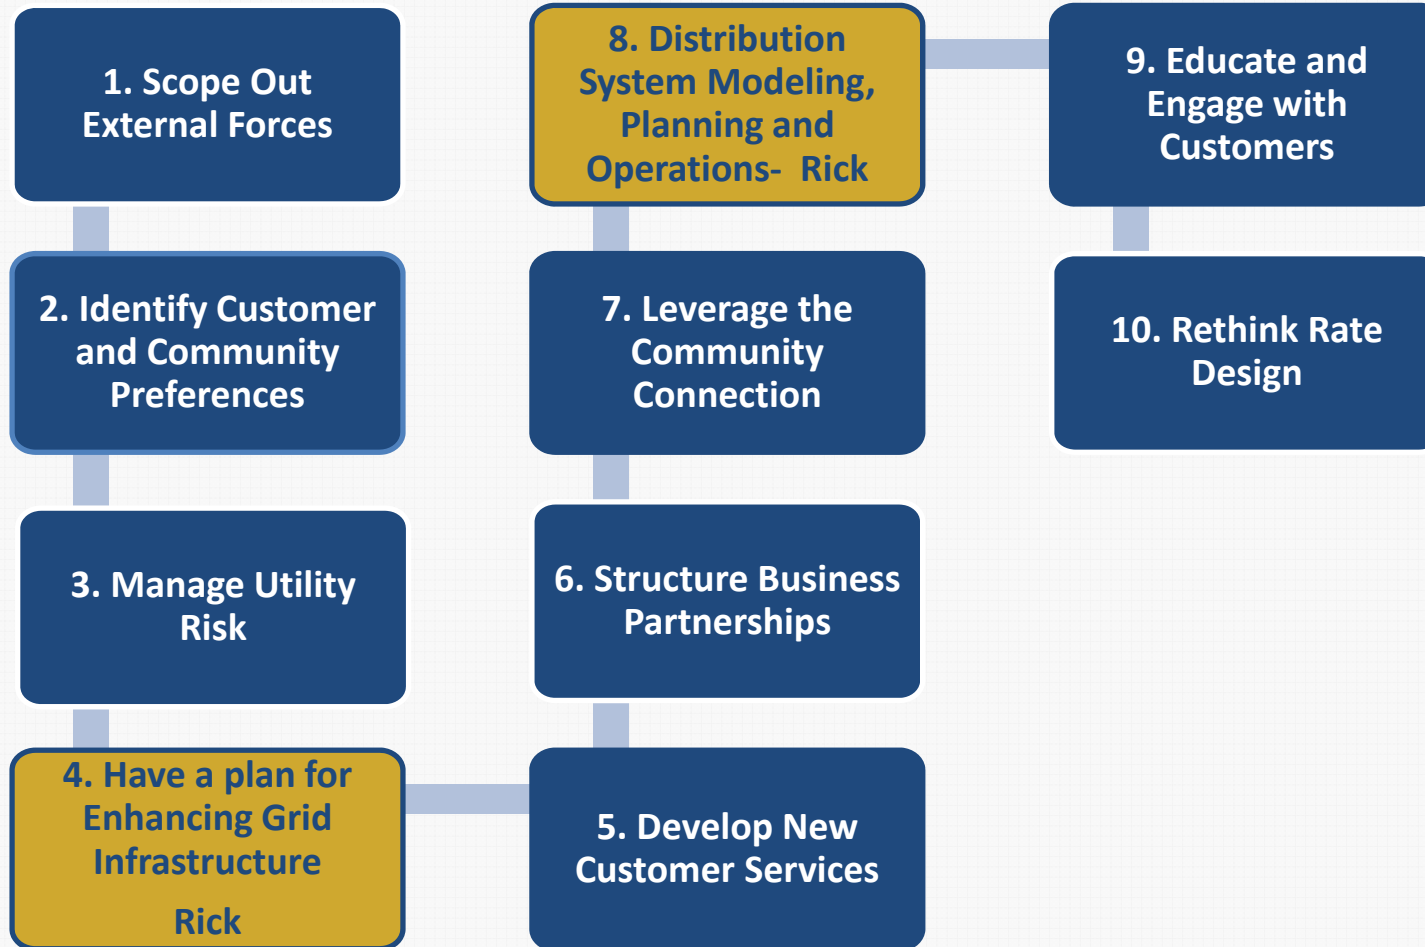 1. Scope Out
External Forces
2. Identify Customer
and Community
Preferences
3. Manage Utility
Risk
4. Have a plan for
Enhancing Grid
Infrastructure
Rick
5. Develop New
Customer Services
6. Structure Business
Partnerships
7. Leverage the
Community
Connection
8. Distribution
System Modeling,
Planning and
Operations-  Rick
9. Educate and
Engage with
Customers
10. Rethink Rate
Design